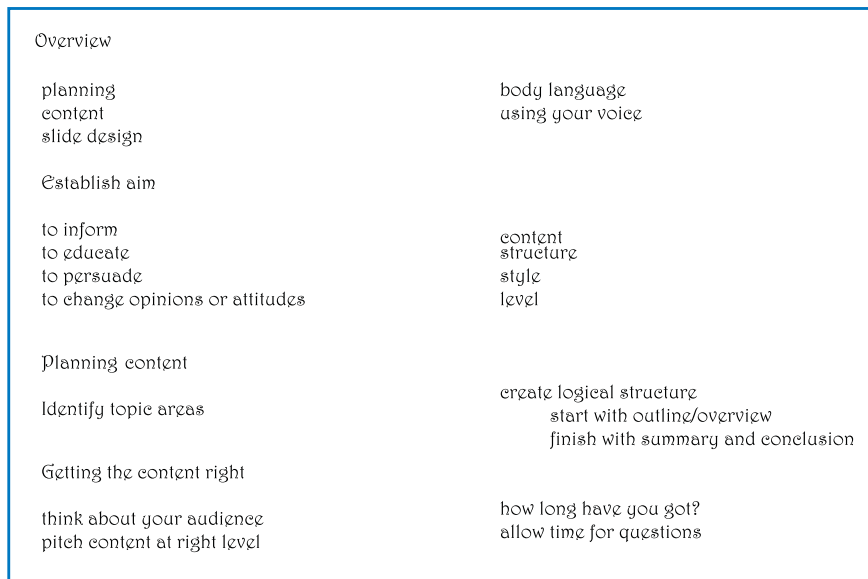 Overview
planning
content
slide design
body language
using your voice
Establish aim
to inform
to educate
to persuade
to change opinions or attitudes
content
structure
style
level
Planning content
Identify topic areas
create logical structure
start with outline/overview
finish with summary and conclusion
Getting the content right
think about your audience
pitch content at right level
how long have you got?
allow time for questions